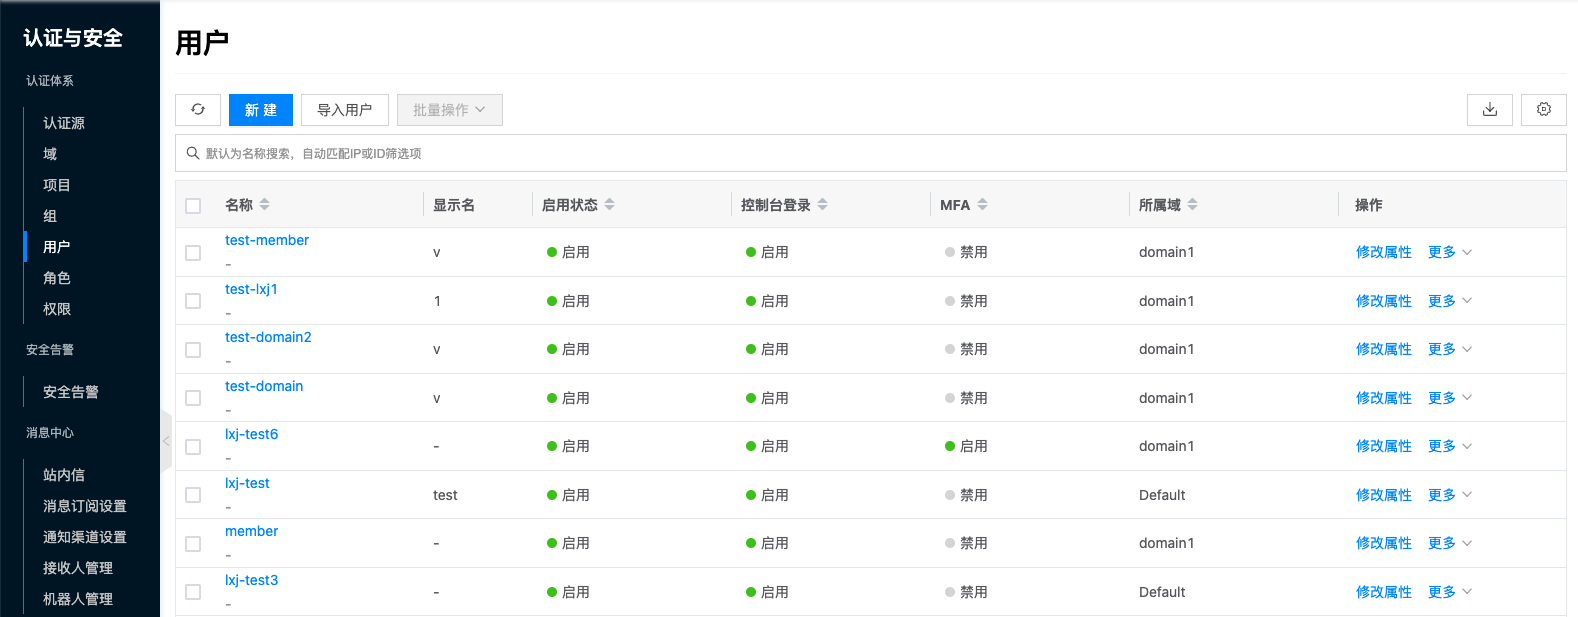 认证与安全
认证体系
认证源
域
项目
组
用户
角色
权限
安全告警
安全告警
消息中心
站内信
消息订阅设置
通知渠道设置
接收人管理
机器人管理
用户
新 建 导入用户 批量操作
默认为名称搜索，自动匹配IP或ID筛选项
名称 显示名 启用状态 控制台登录 MFA 所属域 操作
test-member
- v 启用 启用 禁用 domain1 修改属性 更多
test-lxj1
- 1 启用 启用 禁用 domain1 修改属性 更多
test-domain2
- v 启用 启用 禁用 domain1 修改属性 更多
test-domain
- v 启用 启用 禁用 domain1 修改属性 更多
lxj-test6
- - 启用 启用 启用 domain1 修改属性 更多
lxj-test
- test 启用 启用 禁用 Default 修改属性 更多
member
- - 启用 启用 禁用 domain1 修改属性 更多
lxj-test3
- - 启用 启用 禁用 Default 修改属性 更多